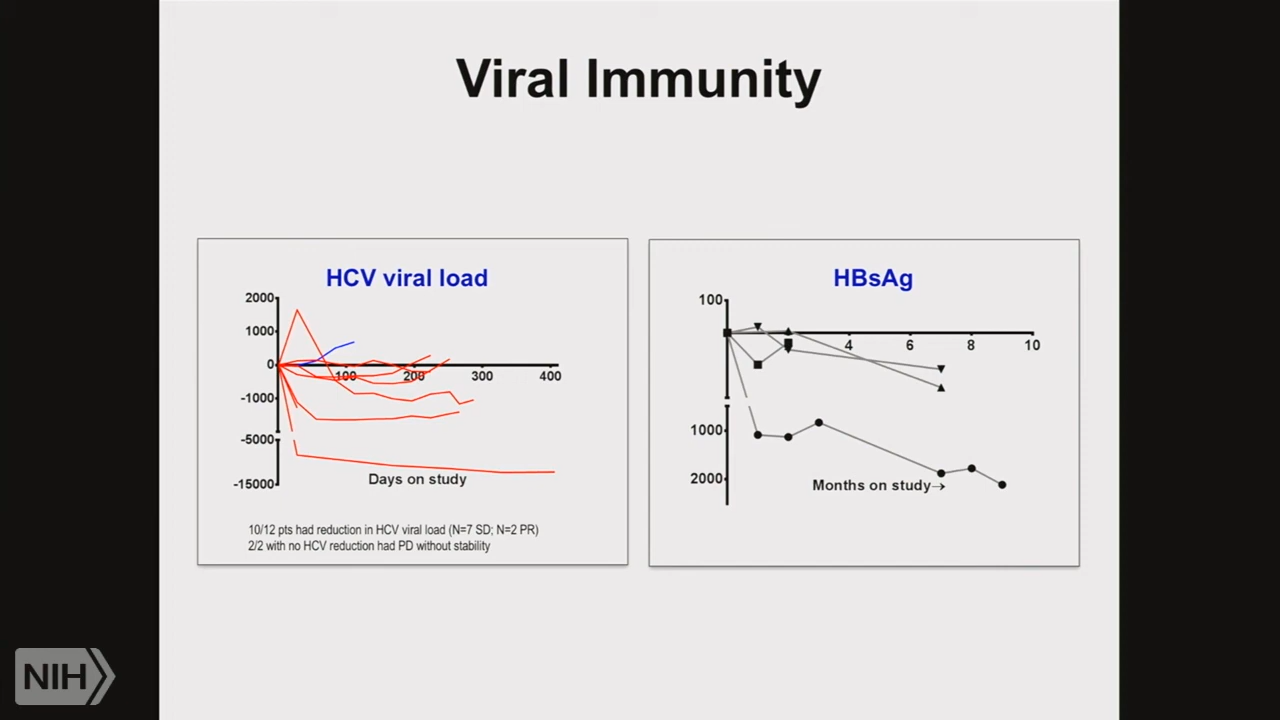 Viral Immunity
HCV viral load
2000
1000
0
-1000
-5000
-15000
100
200
300
400
Days on study
10/12 pts had reduction in HCV viral load (N=7 SD; N=2 PR)
2/2 with no HCV reduction had PD without stability
HBsAg
100
1000
2000
4
6
8
10
Months on study→
NIH